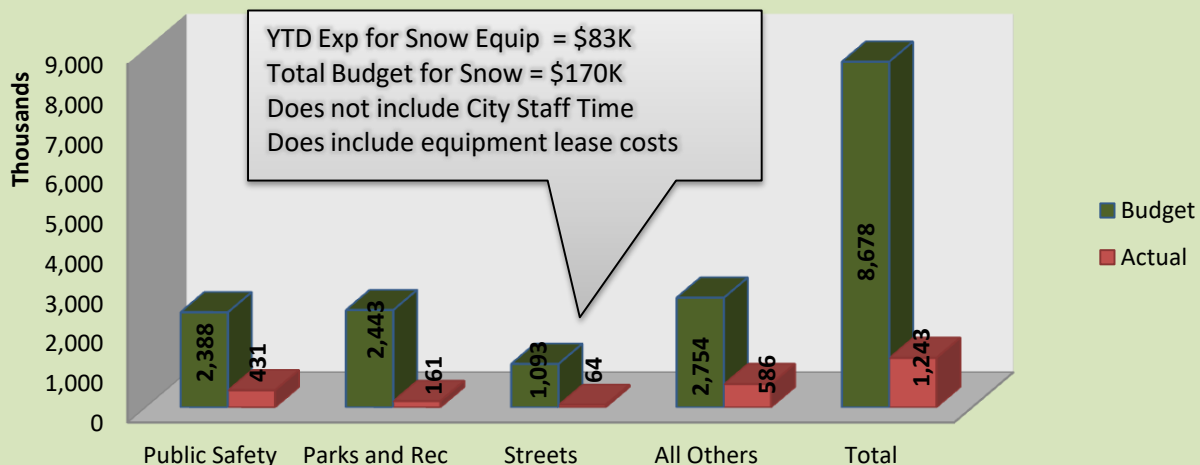 YTD Exp for Snow Equip = $83K
Total Budget for Snow = $170K
Does not include City Staff Time
Does include equipment lease costs
Thousands
9,000
8,000
7,000
6,000
5,000
4,000
3,000
2,000
1,000
0
2,388
431
2,443
161
1,093
64
2,754
586
8,678
1,243
Public Safety
Parks and Rec
Streets
All Others
Total
Budget
Actual